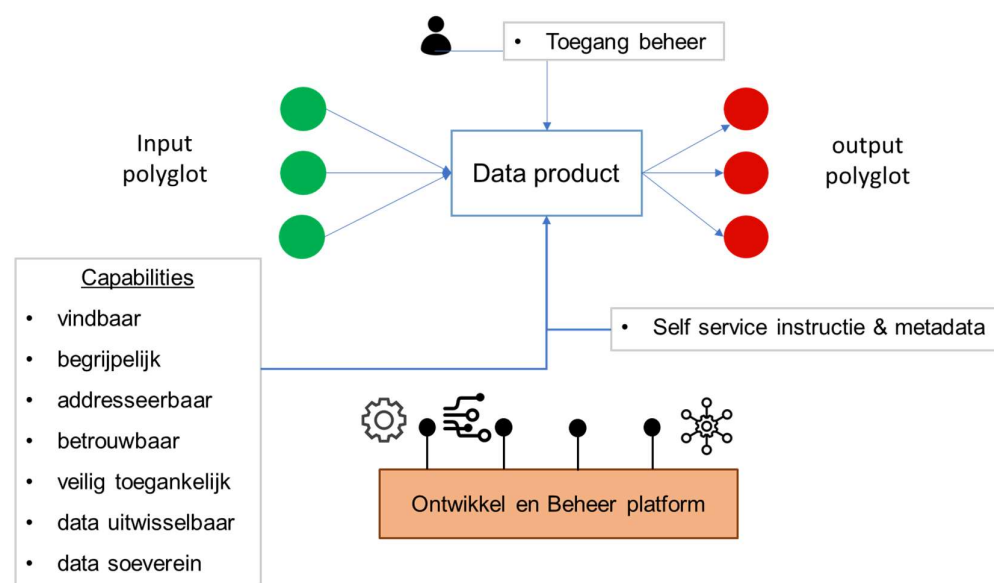 • Toegang beheer
Input
polyglot
Data product
output
polyglot
Capabilities
• vindbaar
• begrijpelijk
• addresseerbaar
• betrouwbaar
• veilig toegankelijk
• data uitwisselbaar
• data soeverein
• Self service instructie & metadata
Ontwikkel en Beheer platform